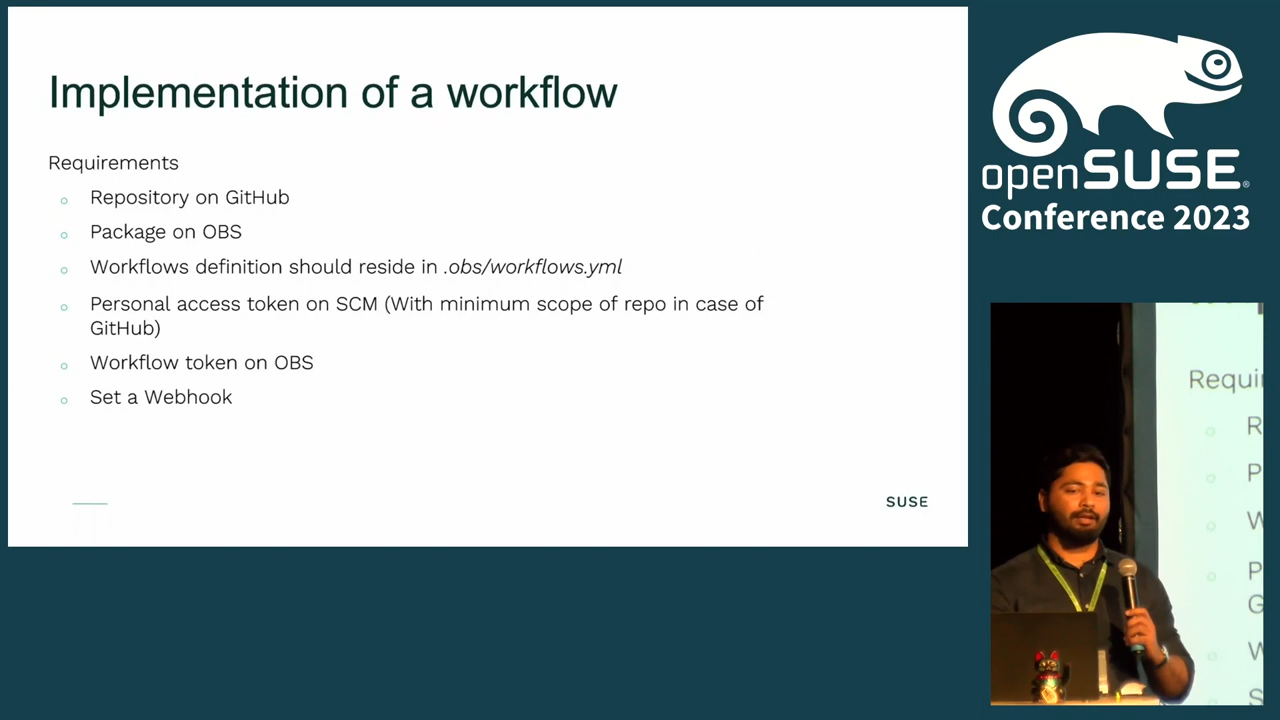 Implementation of a workflow
Requirements
Repository on GitHub
Package on OBS
Workflows definition should reside in .obs/workflows.yml
Personal access token on SCM (With minimum scope of repo in case of
GitHub)
Workflow token on OBS
Set a Webhook
SUSE
openSUSE®
Conference 2023
Requi
R
P
W
P
G
W
S